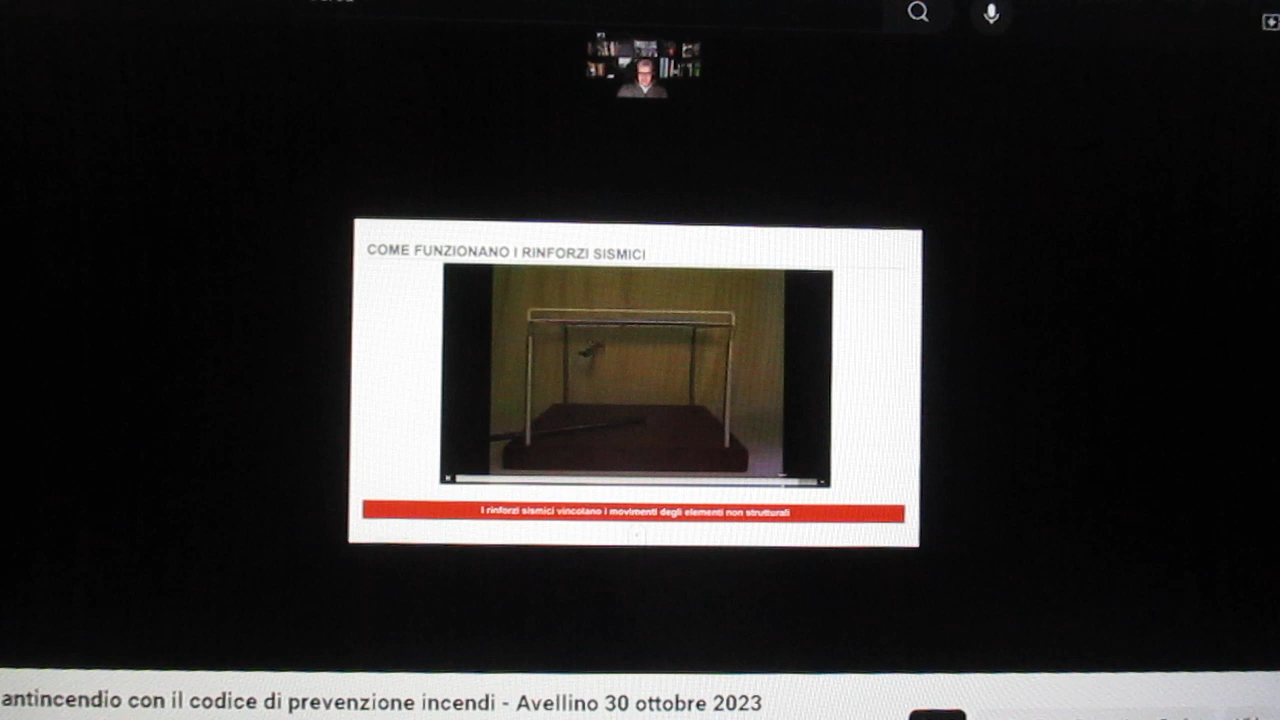 COME FUNZIONANO I RINFORZI SISMICI
I rinforzi sismici vincolano i movimenti degli elementi non strutturali
antincendio con il codice di prevenzione incendi - Avellino 30 ottobre 2023